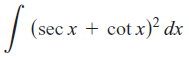 ∫ (sec x + cot x)² dx